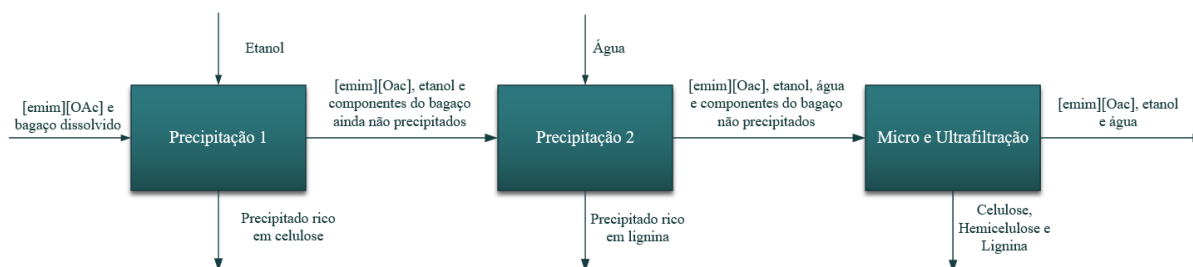 Etanol
Água
[emim][OAc] e
bagaço dissolvido
Precipitação 1
[emim][Oac], etanol e
componentes do bagaço
ainda não precipitados
Precipitação 2
[emim][Oac], etanol, água
e componentes do bagaço
não precipitados
Micro e Ultrafiltração
[emim][Oac], etanol
e água
Precipitado rico
em celulose
Precipitado rico
em lignina
Celulose,
Hemicelulose e
Lignina